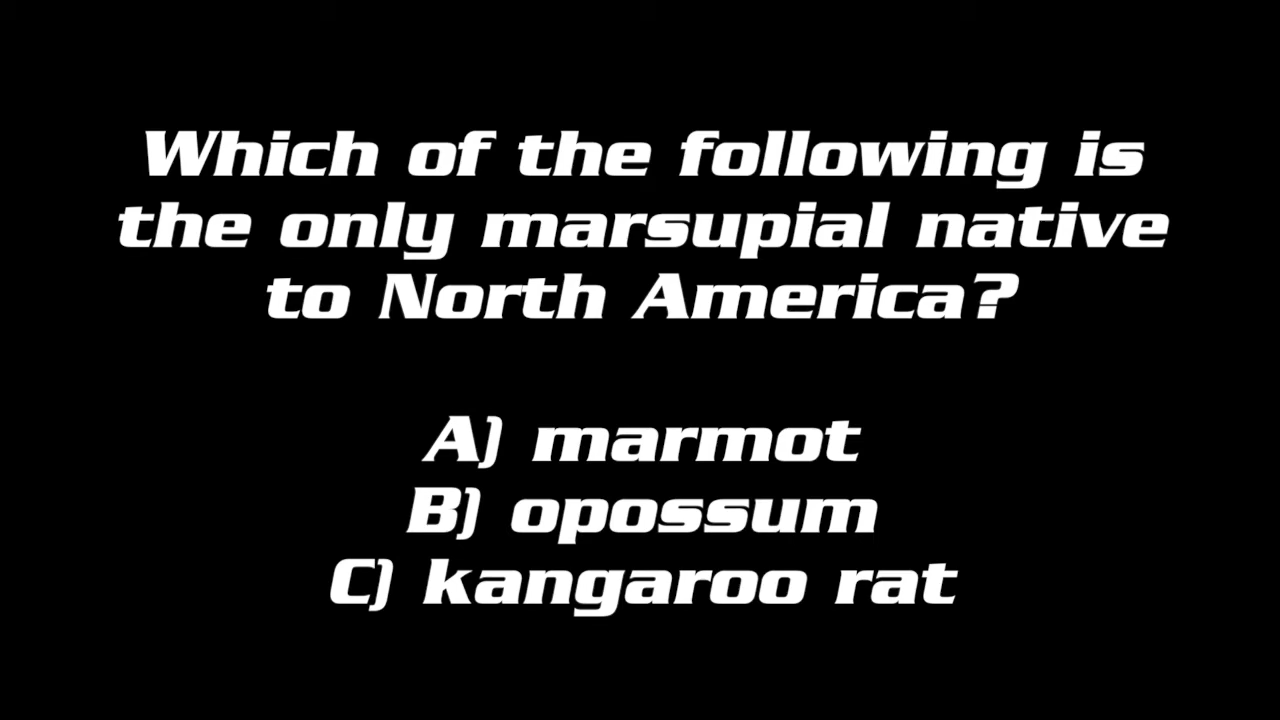 Which of the following is
the only marsupial native
to North America?
A) marmot
B) opossum
C) kangaroo rat